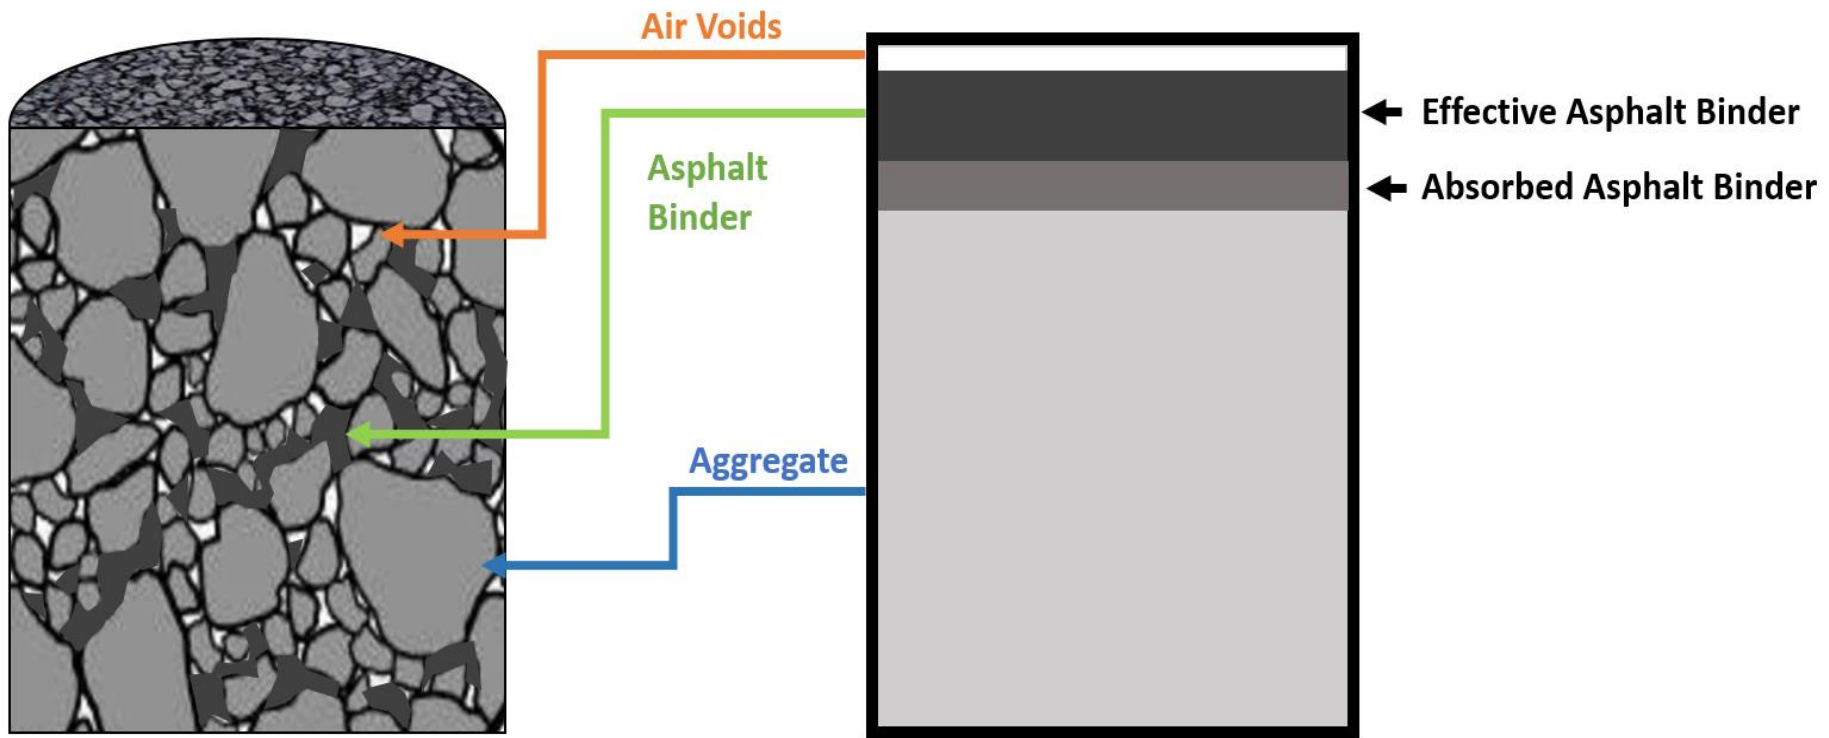 Air Voids
Effective Asphalt Binder
Asphalt
Binder
Absorbed Asphalt Binder
Aggregate